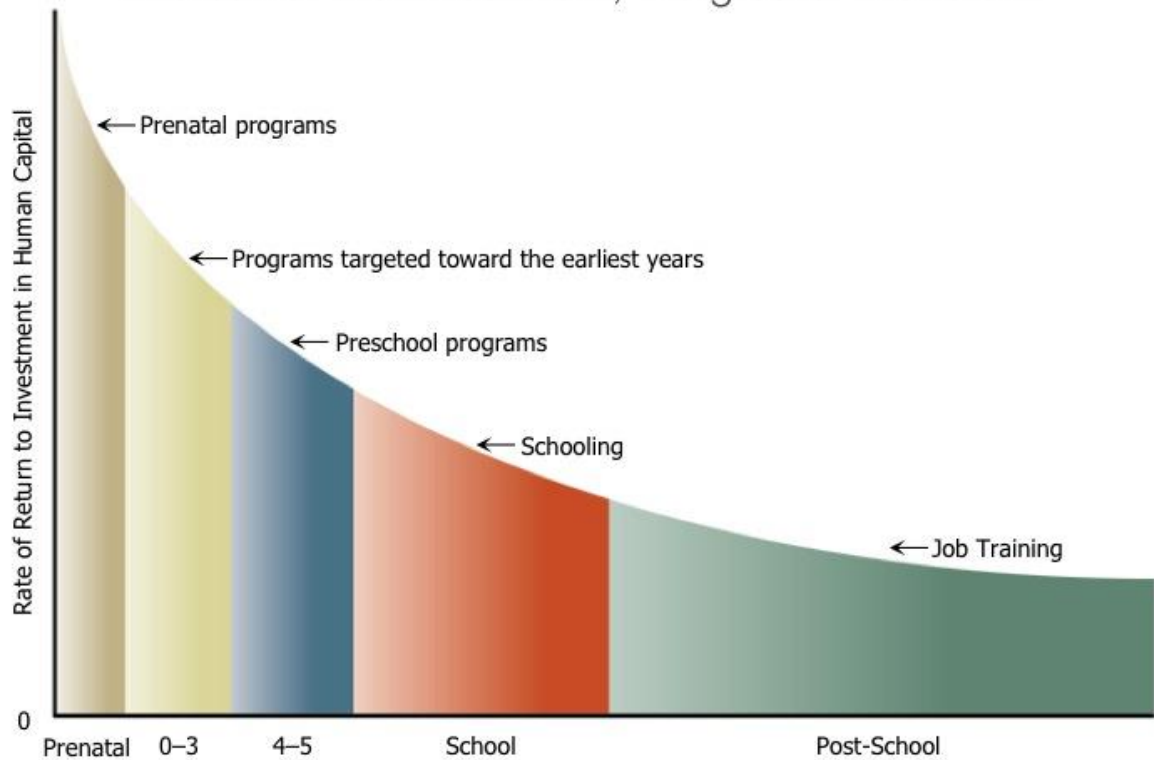 Rate of Return to Investment in Human Capital
Prenatal programs
Programs targeted toward the earliest years
Preschool programs
Schooling
Job Training
0
Prenatal
0–3
4–5
School
Post-School